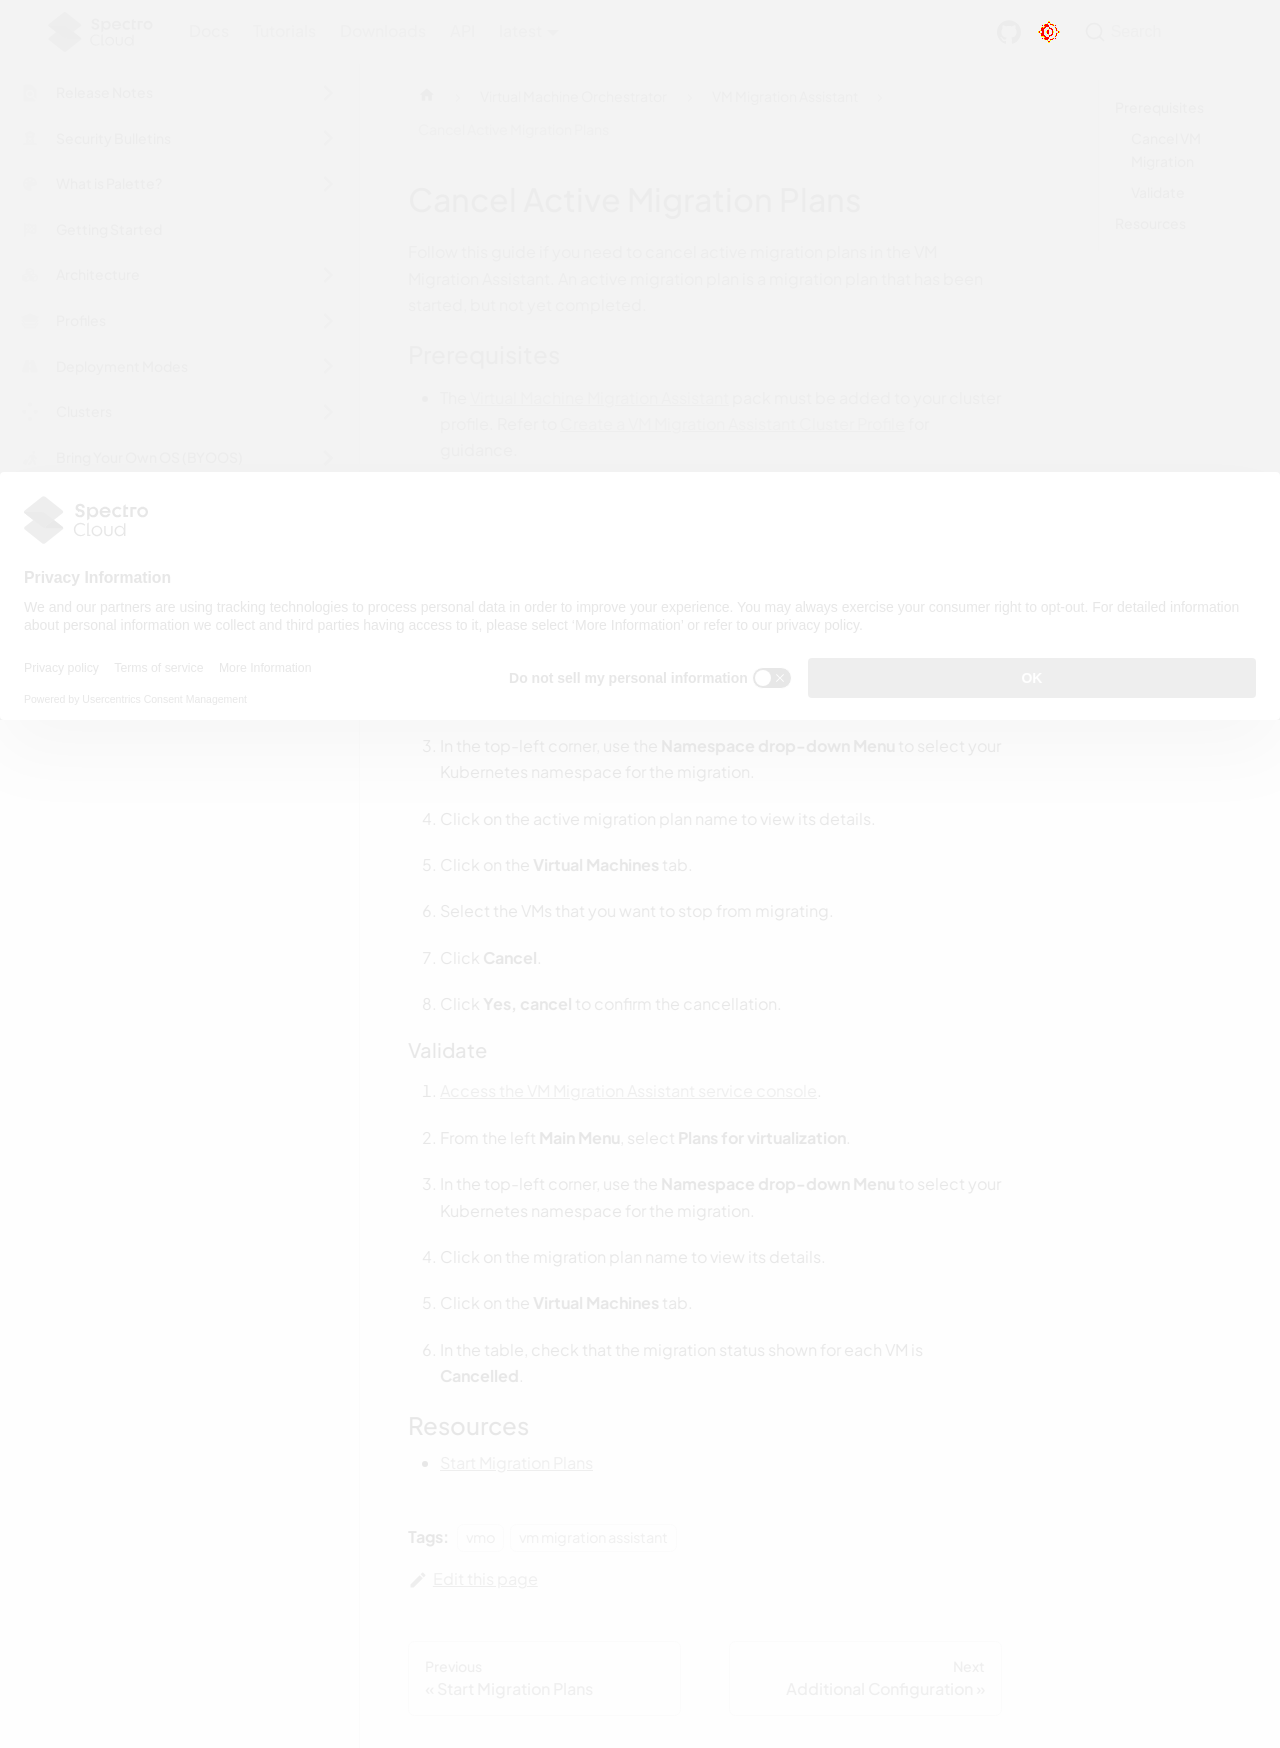 Spectro
Cloud
Docs Tutorials Downloads API latest Search
Release Notes
Security Bulletins
What is Palette?
Getting Started
Architecture
Profiles
Deployment Modes
Clusters
Bring Your Own OS (BYOOS)
Virtual Machine Orchestrator VM Migration Assistant
Cancel Active Migration Plans
Cancel Active Migration Plans
Follow this guide if you need to cancel active migration plans in the VM
Migration Assistant. An active migration plan is a migration plan that has been
started, but not yet completed.
Prerequisites
The Virtual Machine Migration Assistant pack must be added to your cluster
profile. Refer to Create a VM Migration Assistant Cluster Profile for
guidance.
Prerequisites
Cancel VM
Migration
Validate
Resources
Spectro
Cloud
Privacy Information
We and our partners are using tracking technologies to process personal data in order to improve your experience. You may always exercise your consumer right to opt-out. For detailed information
about personal information we collect and third parties having access to it, please select ‘More Information’ or refer to our privacy policy.
Privacy policy Terms of service More Information
Powered by Usercentrics Consent Management
Do not sell my personal information
OK
3. In the top-left corner, use the Namespace drop-down Menu to select your
Kubernetes namespace for the migration.
4. Click on the active migration plan name to view its details.
5. Click on the Virtual Machines tab.
6. Select the VMs that you want to stop from migrating.
7. Click Cancel.
8. Click Yes, cancel to confirm the cancellation.
Validate
1. Access the VM Migration Assistant service console.
2. From the left Main Menu, select Plans for virtualization.
3. In the top-left corner, use the Namespace drop-down Menu to select your
Kubernetes namespace for the migration.
4. Click on the migration plan name to view its details.
5. Click on the Virtual Machines tab.
6. In the table, check that the migration status shown for each VM is
Cancelled.
Resources
Start Migration Plans
Tags: vmo vm migration assistant
Edit this page
Previous
« Start Migration Plans
Next
Additional Configuration »